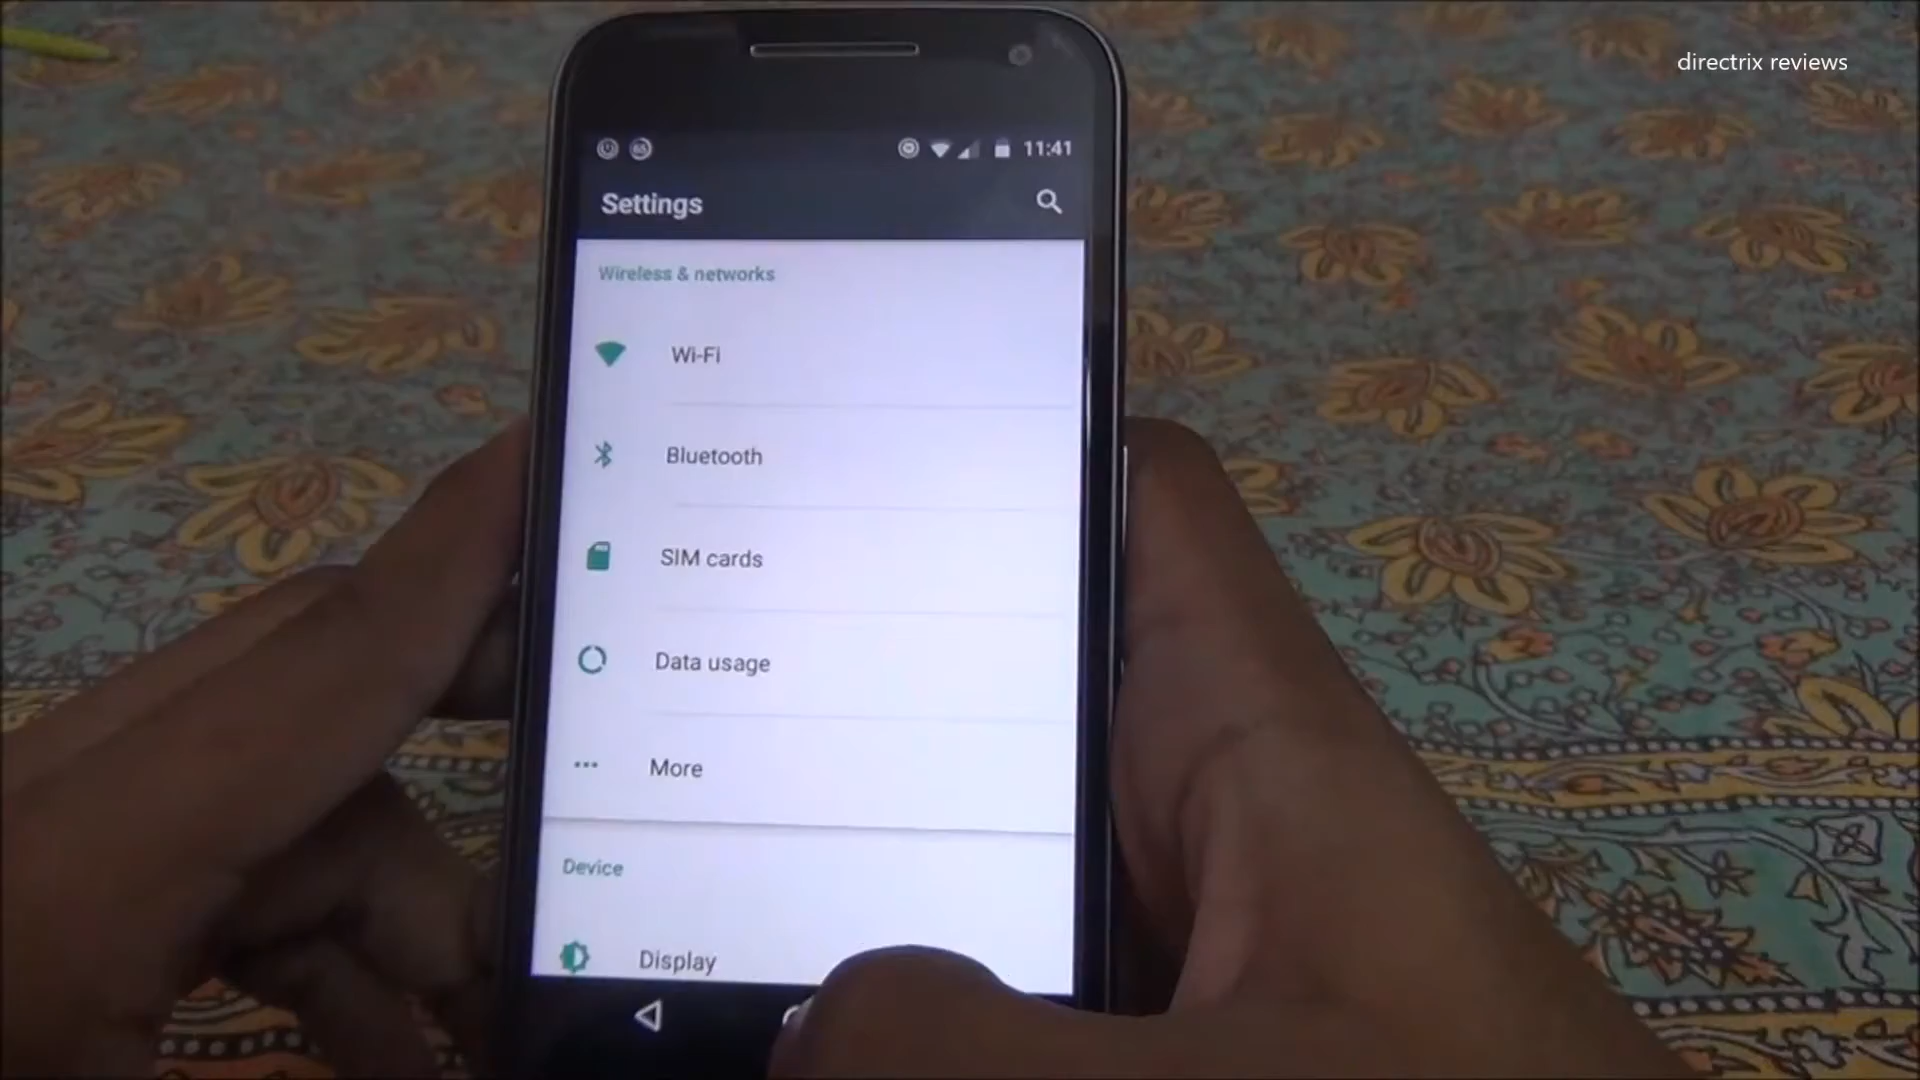 directrix reviews
11:41
Settings
Wireless & networks
Wi-Fi
Bluetooth
SIM cards
Data usage
More
Device
Display